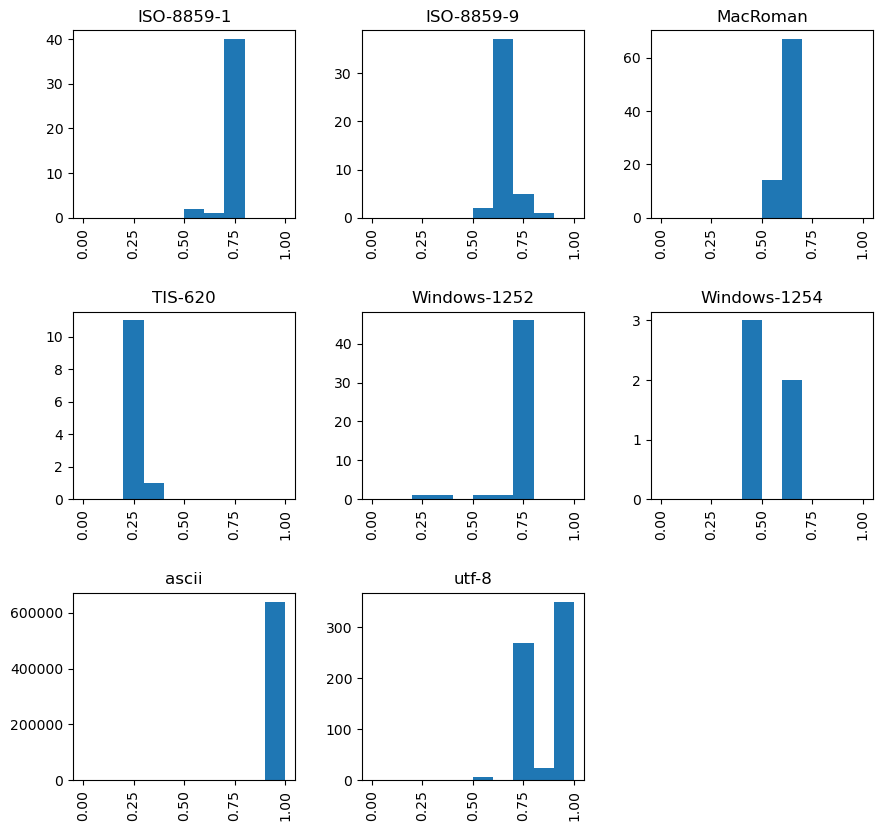 ISO-8859-1 ISO-8859-9 MacRoman
40 30 20 10 0
0.00 0.25 0.50 0.75 1.00
30 20 10 0
0.00 0.25 0.50 0.75 1.00
60 40 20 0
0.00 0.25 0.50 0.75 1.00
TIS-620 Windows-1252 Windows-1254
10 8 6 4 2 0
0.00 0.25 0.50 0.75 1.00
40 30 20 10 0
0.00 0.25 0.50 0.75 1.00
3 2 1 0
0.00 0.25 0.50 0.75 1.00
ascii utf-8
600000 400000 200000 0
0.00 0.25 0.50 0.75 1.00
300 200 100 0
0.00 0.25 0.50 0.75 1.00